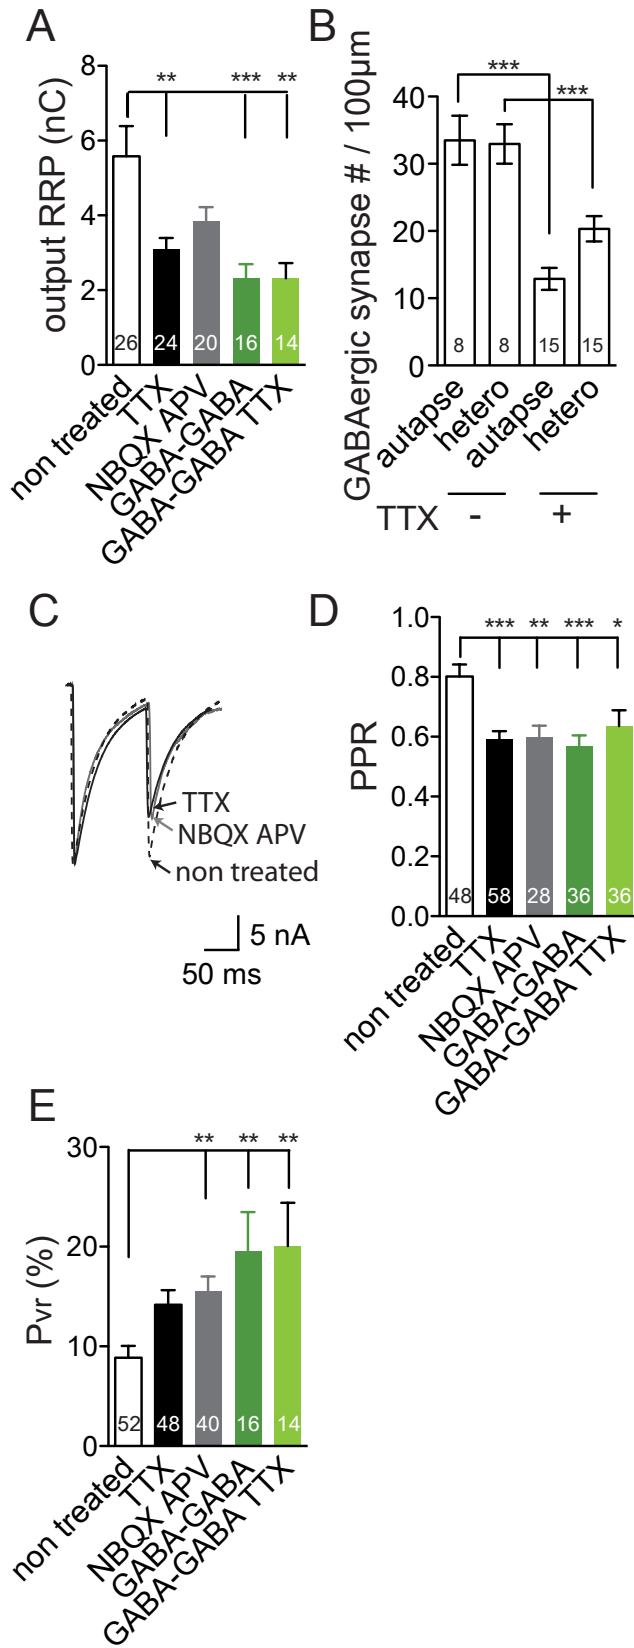 A
output RRP (nC)
8
6
4
2
0
** *** **
26 24 20 16 14
non treated
TTX
NBQX APV
GABA-GABA
GABA-GABA TTX
B
GABAergic synapse # / 100µm
40
30
20
10
0
***
***
8 8 15 15
autapse
hetero
autapse
hetero
TTX - +
C
TTX
NBQX APV
non treated
5 nA
50 ms
D
PPR
1.0
0.8
0.6
0.4
0.2
0.0
*** ** *** *
48 58 28 36 36
non treated
TTX
NBQX APV
GABA-GABA
GABA-GABA TTX
E
Pvr (%)
30
20
10
0
** ** **
52 48 40 16 14
non treated
TTX
NBQX APV
GABA-GABA
GABA-GABA TTX